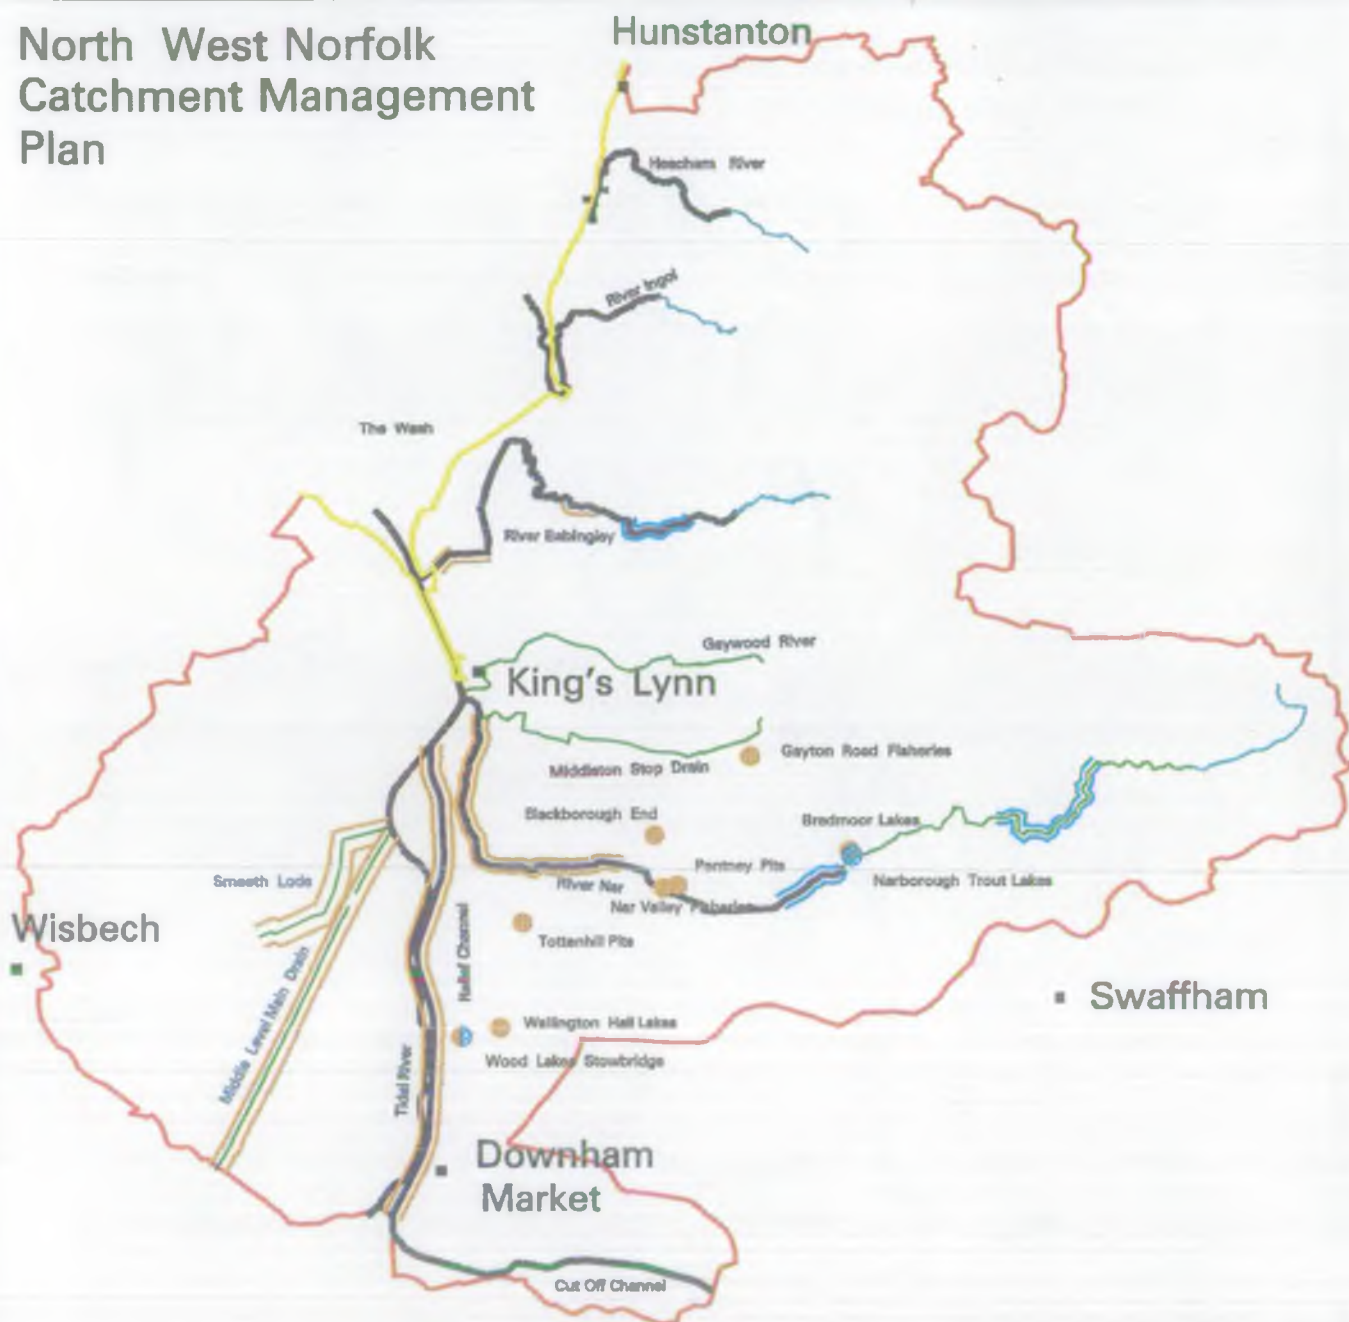 North West Norfolk
Catchment Management
Plan
Hunstanton
Heacham River
River Ingol
The Wash
River Babingley
Gaywood River
King's Lynn
Middleton Stop Drain
Gayton Road Fisheries
Blackborough End
Bradmoor Lakes
Pentney Pits
River Nar
Narborough Trout Lakes
Nar Valley Fisheries
Smeeth Lode
Wisbech
Tottenhill Pits
Relief Channel
Middle Level Main Drain
Swaffham
Wallington Hall Lakes
Wood Lakes Stowbridge
Tidal River
Downham
Market
Cut Off Channel